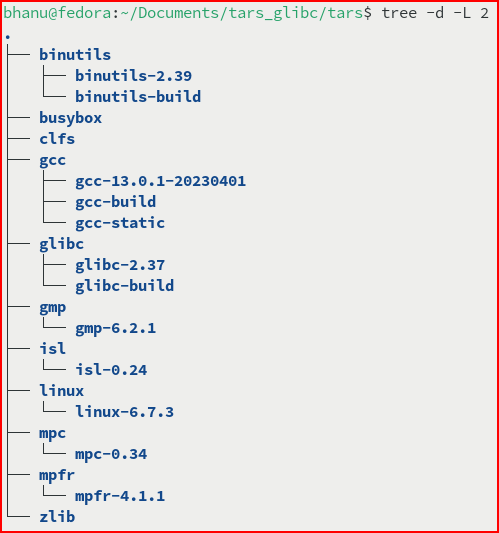 bhanu@fedora:~/Documents/tars_glibc/tars$ tree -d -L 2
.
├── binutils
│   ├── binutils-2.39
│   └── binutils-build
├── busybox
├── clfs
├── gcc
│   ├── gcc-13.0.1-20230401
│   ├── gcc-build
│   └── gcc-static
├── glibc
│   ├── glibc-2.37
│   └── glibc-build
├── gmp
│   └── gmp-6.2.1
├── isl
│   └── isl-0.24
├── linux
│   └── linux-6.7.3
├── mpc
│   └── mpc-0.34
├── mpfr
│   └── mpfr-4.1.1
└── zlib